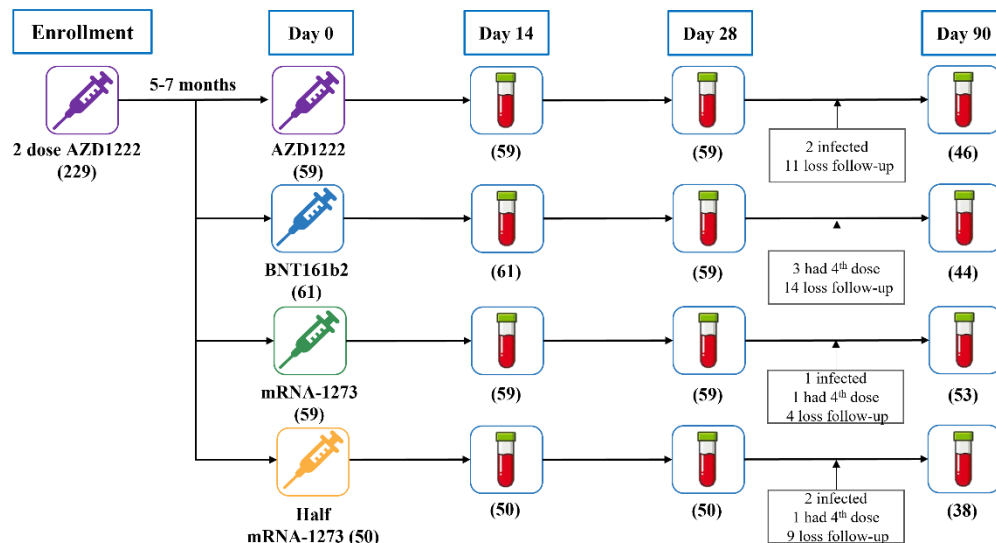 Enrollment
Day 0
Day 14
Day 28
Day 90
5-7 months
2 dose AZD1222
(229)
AZD1222
(59)
(59)
(59)
2 infected
11 loss follow-up
(46)
BNT161b2
(61)
(61)
(59)
3 had 4th dose
14 loss follow-up
(44)
mRNA-1273
(59)
(59)
(59)
1 infected
1 had 4th dose
4 loss follow-up
(53)
Half
mRNA-1273 (50)
(50)
(50)
2 infected
1 had 4th dose
9 loss follow-up
(38)